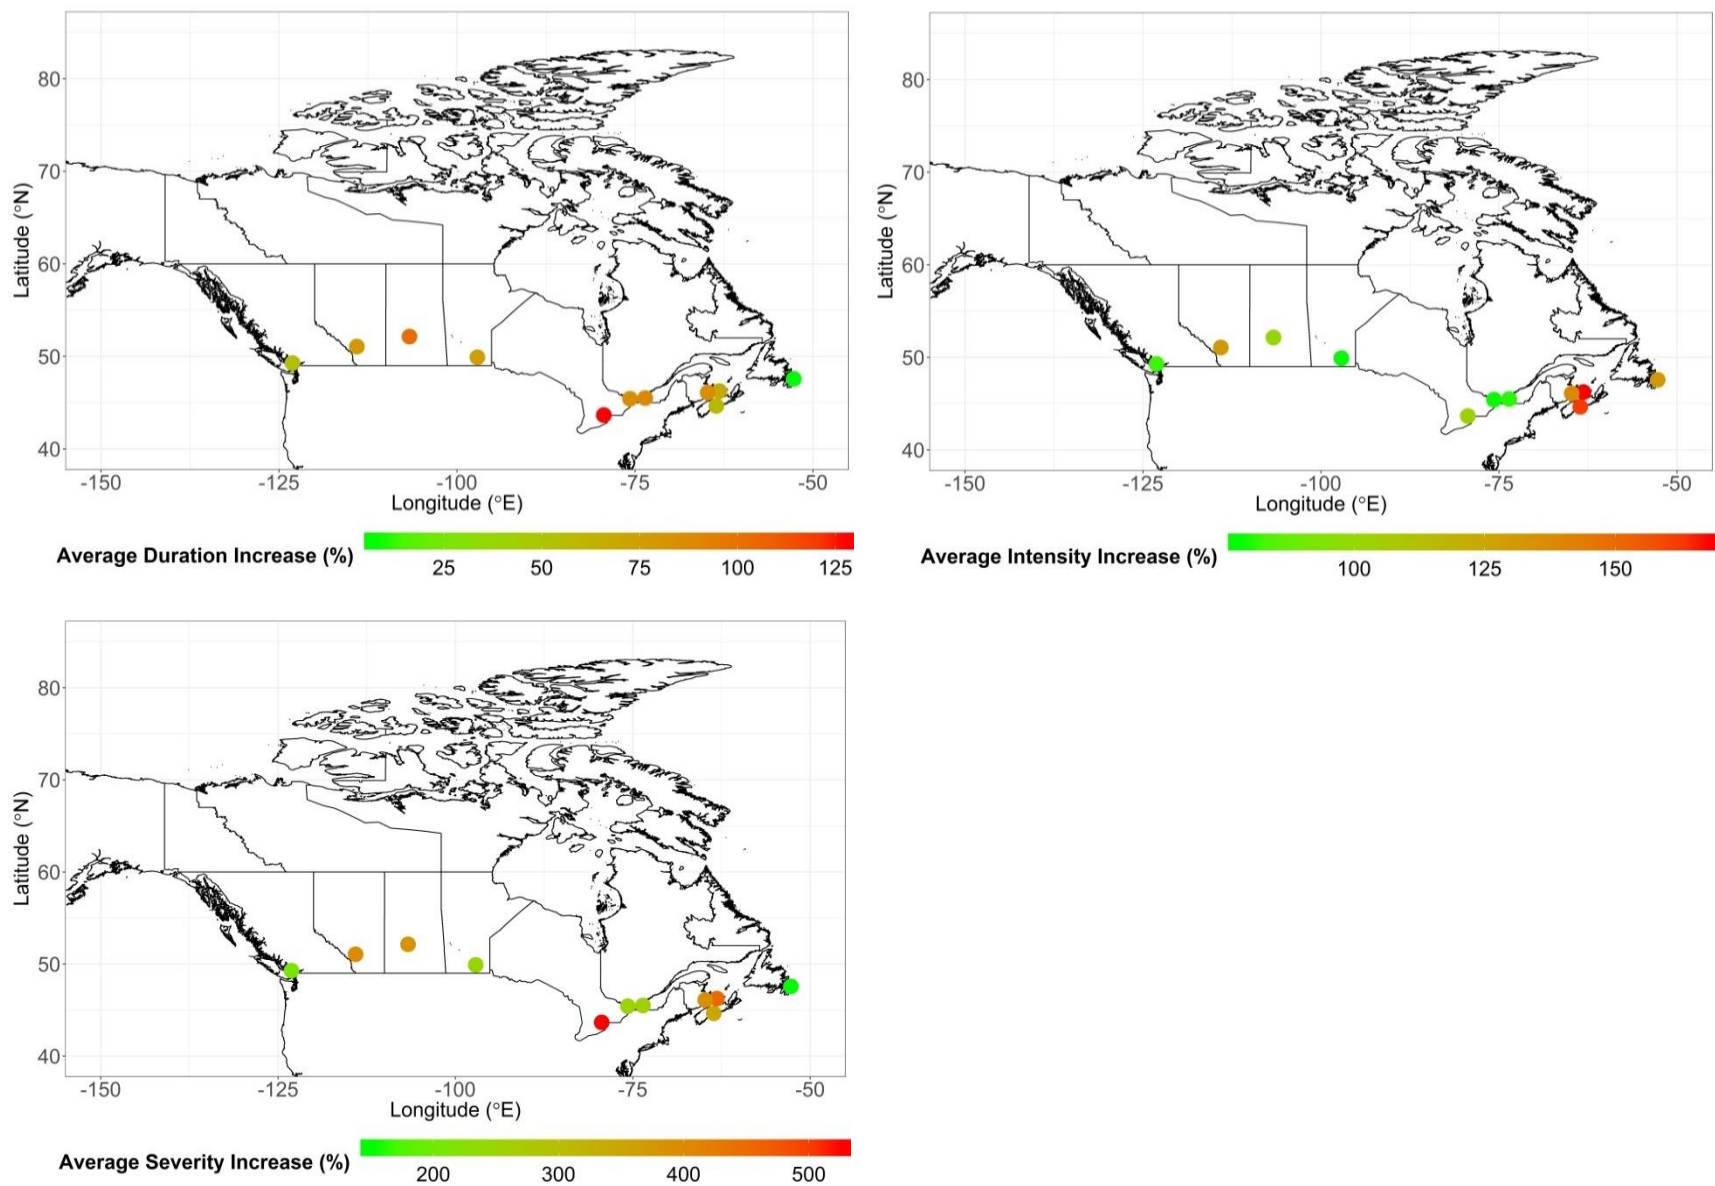 80
70
60
50
40
Latitude (°N)
-150 -125 -100 -75 -50
Longitude (°E)
Average Duration Increase (%)
25 50 75 100 125
80
70
60
50
40
Latitude (°N)
-150 -125 -100 -75 -50
Longitude (°E)
Average Intensity Increase (%)
100 125 150
80
70
60
50
40
Latitude (°N)
-150 -125 -100 -75 -50
Longitude (°E)
Average Severity Increase (%)
200 300 400 500